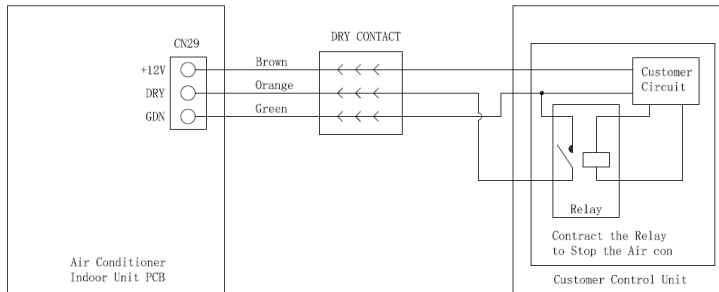 CN29
+12V
DRY
GDN
DRY CONTACT
Brown
Orange
Green
Customer
Circuit
Relay
Contract the Relay
to Stop the Air con
Air Conditioner
Indoor Unit PCB
Customer Control Unit